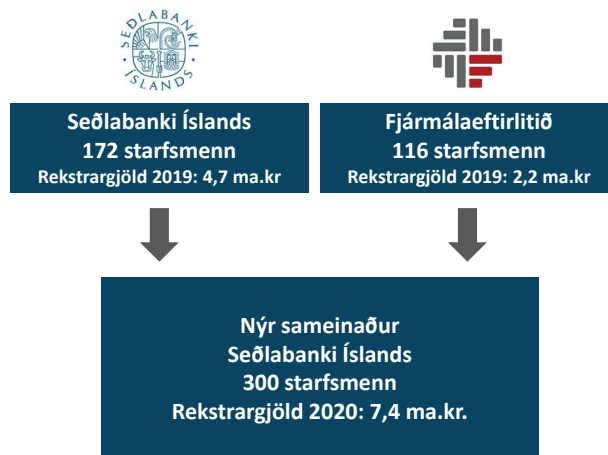 SEÐLABANKI
· ÍSLANDS ·
Seðlabanki Íslands
172 starfsmenn
Rekstrargjöld 2019: 4,7 ma.kr
Fjármálaeftirlitið
116 starfsmenn
Rekstrargjöld 2019: 2,2 ma.kr
Nýr sameinaður
Seðlabanki Íslands
300 starfsmenn
Rekstrargjöld 2020: 7,4 ma.kr.